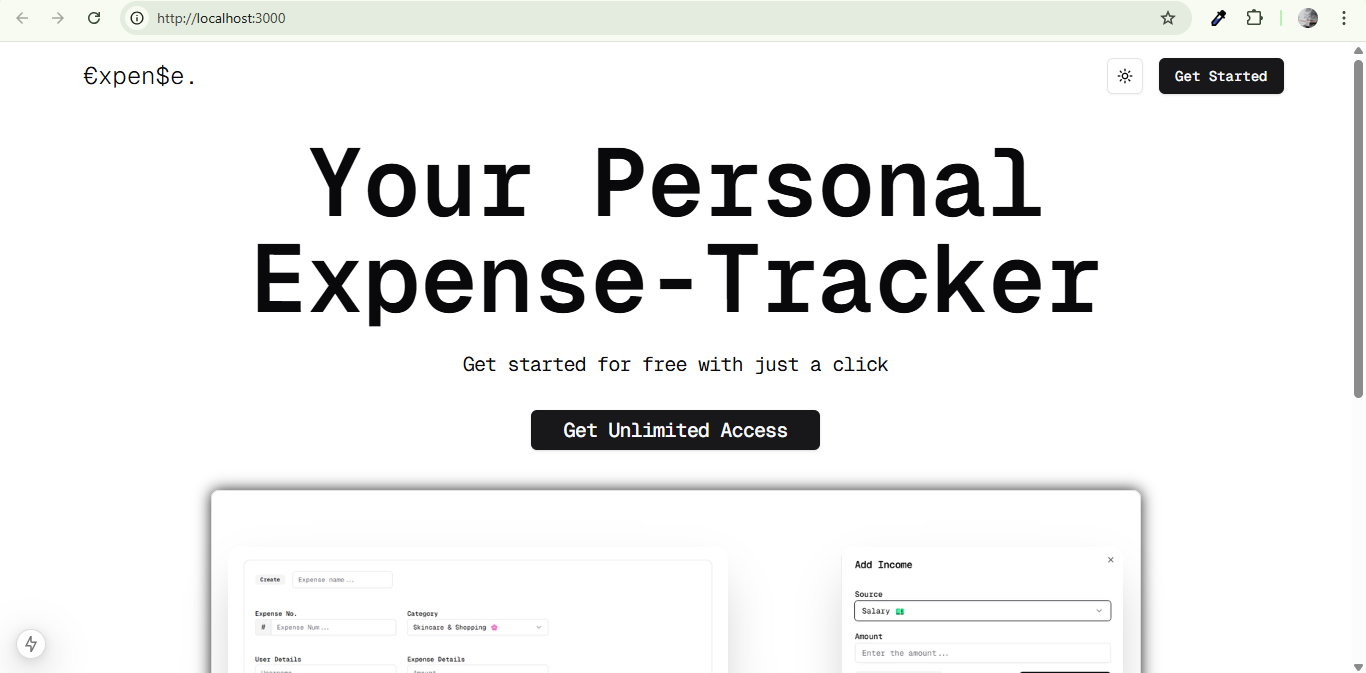 http://localhost:3000
€xpen$e.
Get Started
Your Personal
Expense-Tracker
Get started for free with just a click
Get Unlimited Access
Create
Expense name...
Expense No.
Category
# Expense Num...
Skincare & Shopping 🌸
User Details
Expense Details
Username
Amount
Add Income
Source
Salary 💵
Amount
Enter the amount...